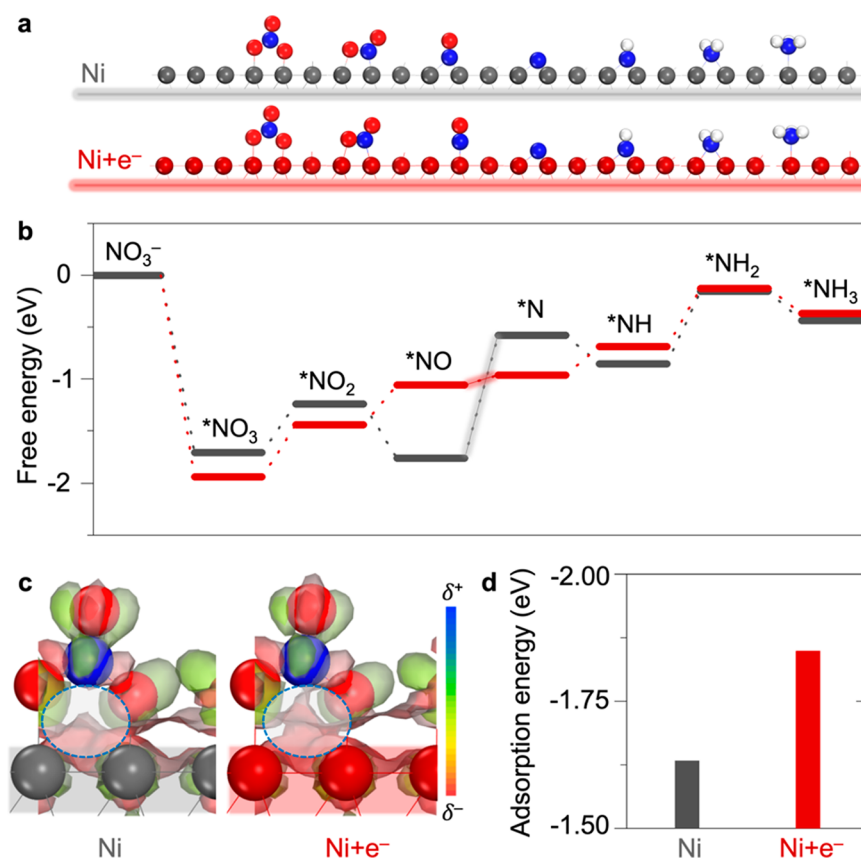 a
Ni
Ni+e⁻
b
Free energy (eV)
0
-1
-2
NO₃⁻
*NO₃
*NO₂
*NO
*N
*NH
*NH₂
*NH₃
c
δ⁺
δ⁻
Ni
Ni+e⁻
d
Adsorption energy (eV)
-2.00
-1.75
-1.50
Ni
Ni+e⁻